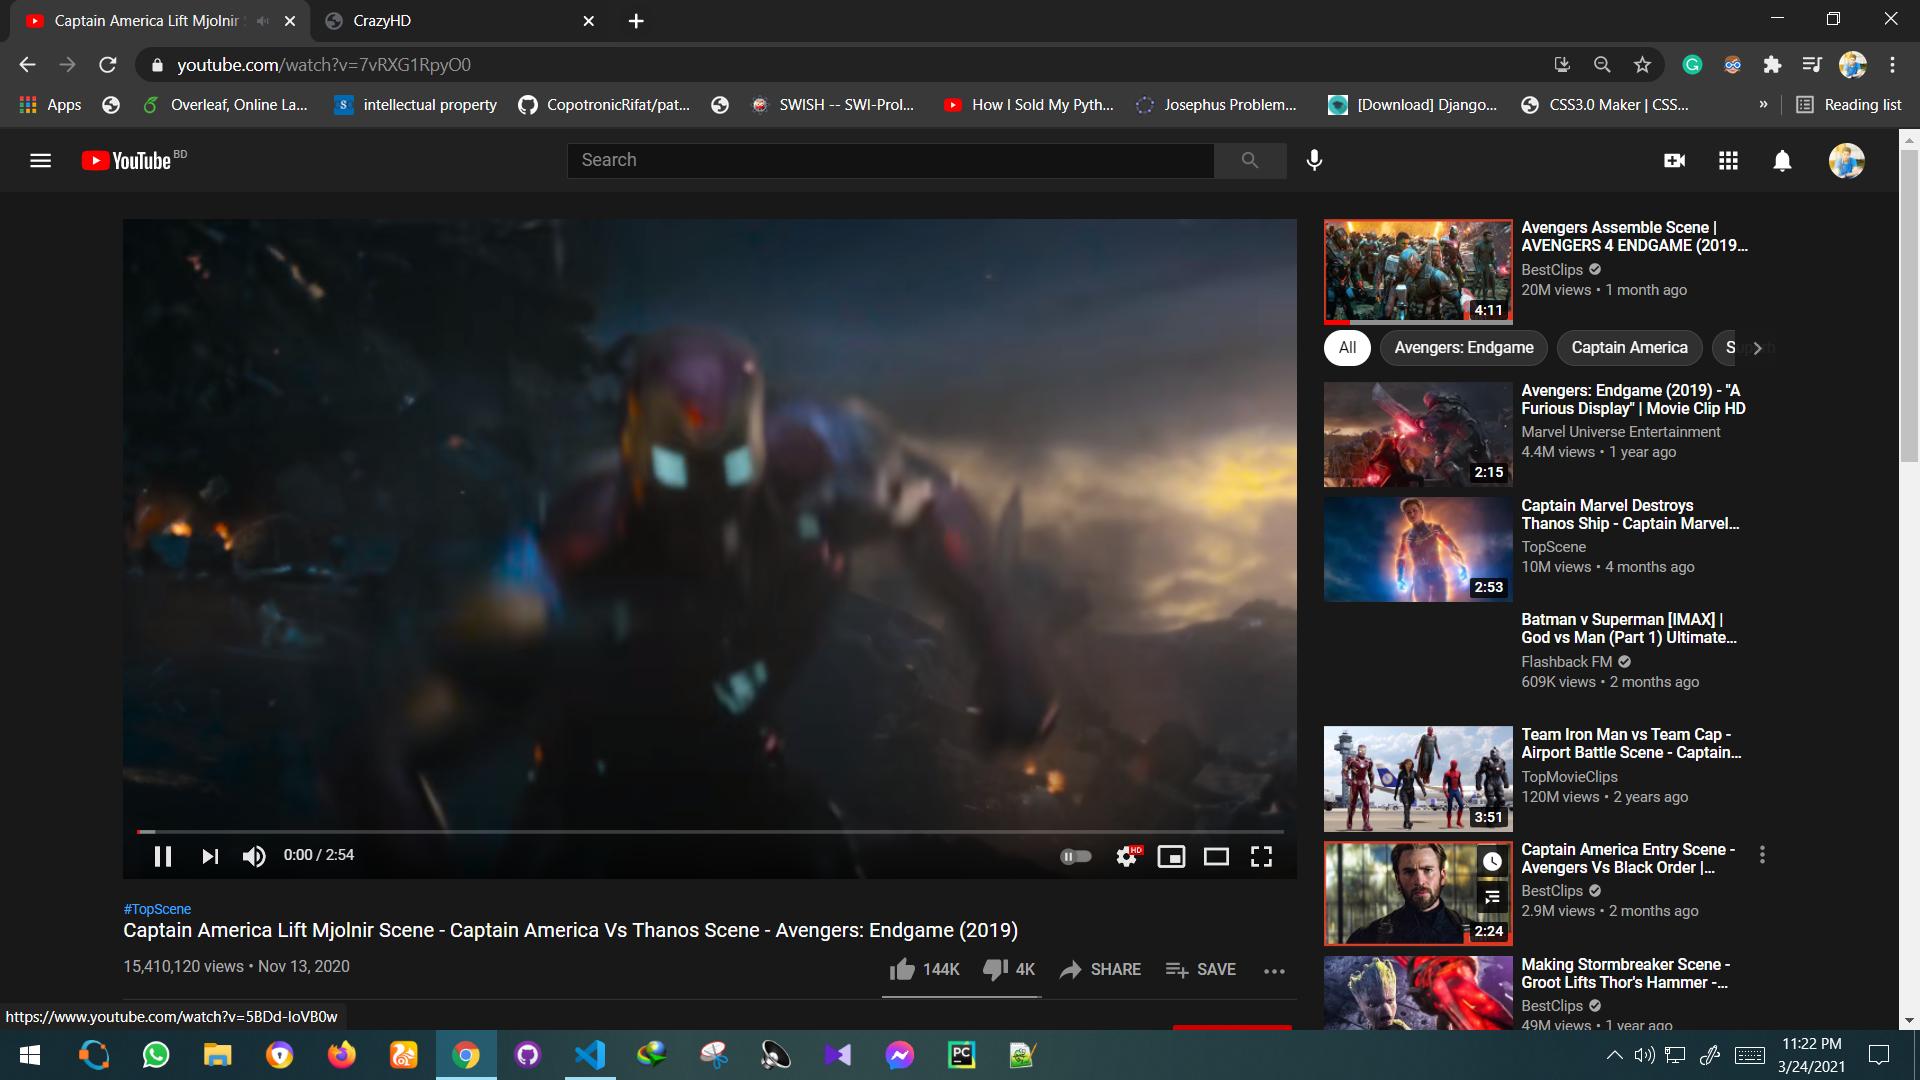 Captain America Lift Mjolnir
CrazyHD
youtube.com/watch?v=7vRXG1RpyO0
Apps
Overleaf, Online La...
S
intellectual property
CopotronicRifat/pat...
SWISH -- SWI-Prol...
How I Sold My Pyth...
Josephus Problem...
[Download] Django...
CSS3.0 Maker | CSS...
»
Reading list
YouTube BD
Search
Avengers Assemble Scene |
AVENGERS 4 ENDGAME (2019...
BestClips
20M views • 1 month ago
4:11
All
Avengers: Endgame
Captain America
Avengers: Endgame (2019) - "A
Furious Display" | Movie Clip HD
Marvel Universe Entertainment
4.4M views • 1 year ago
2:15
Captain Marvel Destroys
Thanos Ship - Captain Marvel...
TopScene
10M views • 4 months ago
2:53
Batman v Superman [IMAX] |
God vs Man (Part 1) Ultimate...
Flashback FM
609K views • 2 months ago
Team Iron Man vs Team Cap -
Airport Battle Scene - Captain...
TopMovieClips
120M views • 2 years ago
3:51
Captain America Entry Scene -
Avengers Vs Black Order |...
BestClips
2.9M views • 2 months ago
2:24
Making Stormbreaker Scene -
Groot Lifts Thor's Hammer -...
BestClips
49M views • 1 year ago
0:00 / 2:54
HD
#TopScene
Captain America Lift Mjolnir Scene - Captain America Vs Thanos Scene - Avengers: Endgame (2019)
15,410,120 views • Nov 13, 2020
144K
4K
SHARE
SAVE
https://www.youtube.com/watch?v=5BDd-IoVB0w
PC
11:22 PM
3/24/2021